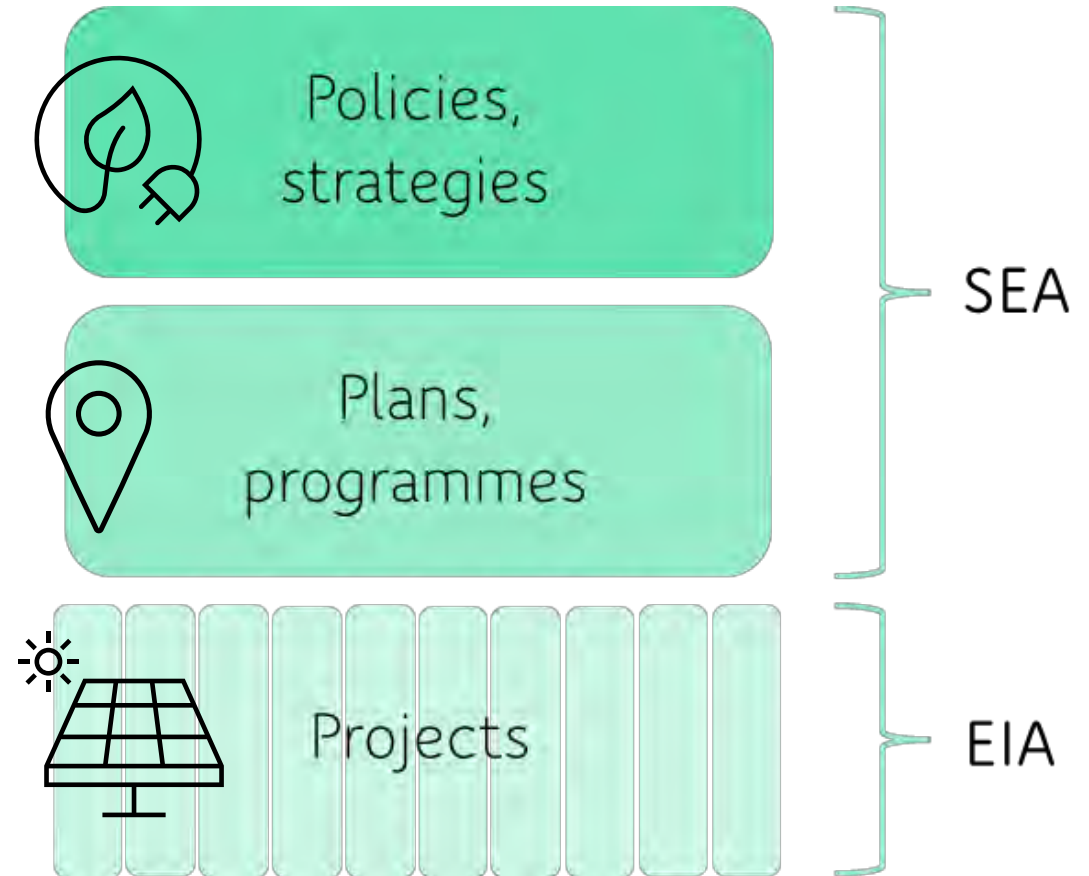 Policies,
strategies
SEA
Plans,
programmes
Projects
EIA